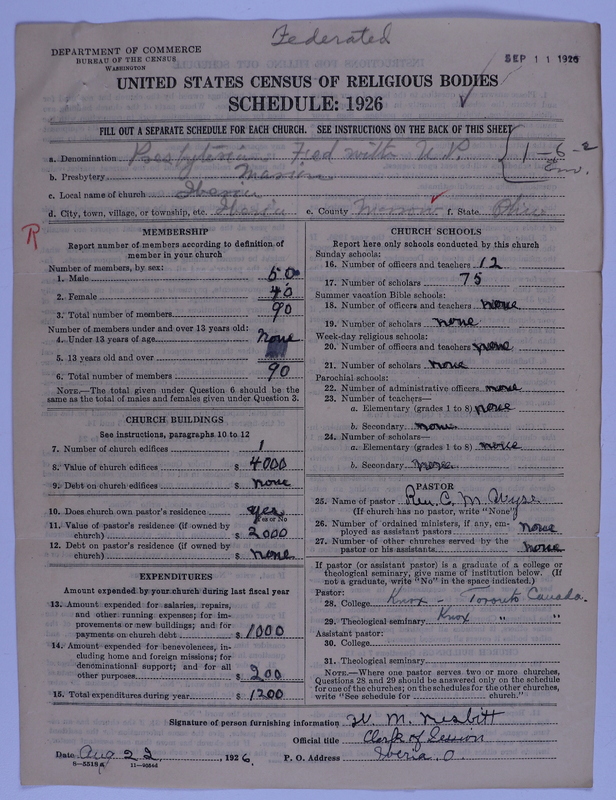 Federated
DEPARTMENT OF COMMERCE
BUREAU OF THE CENSUS
WASHINGTON
SEP 11 1926
UNITED STATES CENSUS OF RELIGIOUS BODIES
SCHEDULE: 1926
FILL OUT A SEPARATE SCHEDULE FOR EACH CHURCH. SEE INSTRUCTIONS ON THE BACK OF THIS SHEET
a. Denomination Presbyterian Fed with U.P.
1-6-2
b. Presbytery Marion
c. Local name of church Iberia
d. City, town, village, or township, etc. Iberia e. County Morrow f. State Ohio
R
MEMBERSHIP
Report number of members according to definition of
member in your church
Number of members, by sex:
1. Male 50
2. Female 40
3. Total number of members 90
Number of members under and over 13 years old:
4. Under 13 years of age none
5. 13 years old and over
6. Total number of members 90
NOTE.—The total given under Question 6 should be
same as the total of males and females given under Question 3.
CHURCH BUILDINGS
See instructions, paragraphs 10 to 12
7. Number of church edifices 1
8. Value of church edifices $ 4000
9. Debt on church edifices $ none
10. Does church own pastor's residence yes
Yes or No
11. Value of pastor's residence (if owned by
church) $ 2000
12. Debt on pastor's residence (if owned by
church) $ none
EXPENDITURES
Amount expended by your church during last fiscal year
13. Amount expended for salaries, repairs,
and other running expenses; for im-
provements or new buildings; and for
payments on church debt $ 1000
14. Amount expended for benevolences, in-
cluding home and foreign missions; for
denominational support; and for all
other purposes $ 200
15. Total expenditures during year $ 1200
CHURCH SCHOOLS
Report here only schools conducted by this church
Sunday schools:
16. Number of officers and teachers 12
17. Number of scholars 75
Summer vacation Bible schools:
18. Number of officers and teachers none
19. Number of scholars none
Week-day religious schools:
20. Number of officers and teachers none
21. Number of scholars none
Parochial schools:
22. Number of administrative officers none
23. Number of teachers—
a. Elementary (grades 1 to 8) none
b. Secondary none
24. Number of scholars—
a. Elementary (grades 1 to 8) none
b. Secondary none
PASTOR
25. Name of pastor Rev. C. M. Wyse
(If church has no pastor, write "None")
26. Number of ordained ministers, if any, em-
ployed as assistant pastors none
27. Number of other churches served by the
pastor or his assistants none
If pastor (or assistant pastor) is a graduate of a college or
theological seminary, give name of institution below. (If
not a graduate, write "No" in the space indicated.)
Pastor:
28. College Knox - Toronto Canada.
29. Theological seminary Knox " "
Assistant pastor:
30. College
31. Theological seminary
NOTE.—Where one pastor serves two or more churches,
Questions 28 and 29 should be answered only on the schedule
for one of the churches; on the schedules for the other churches,
write "See schedule for church."
Signature of person furnishing information W. M. Nesbitt
Official title Clerk of Session
Date Aug 22, 1926. P. O. Address Iberia, O.
8—5518 a 11—9056d